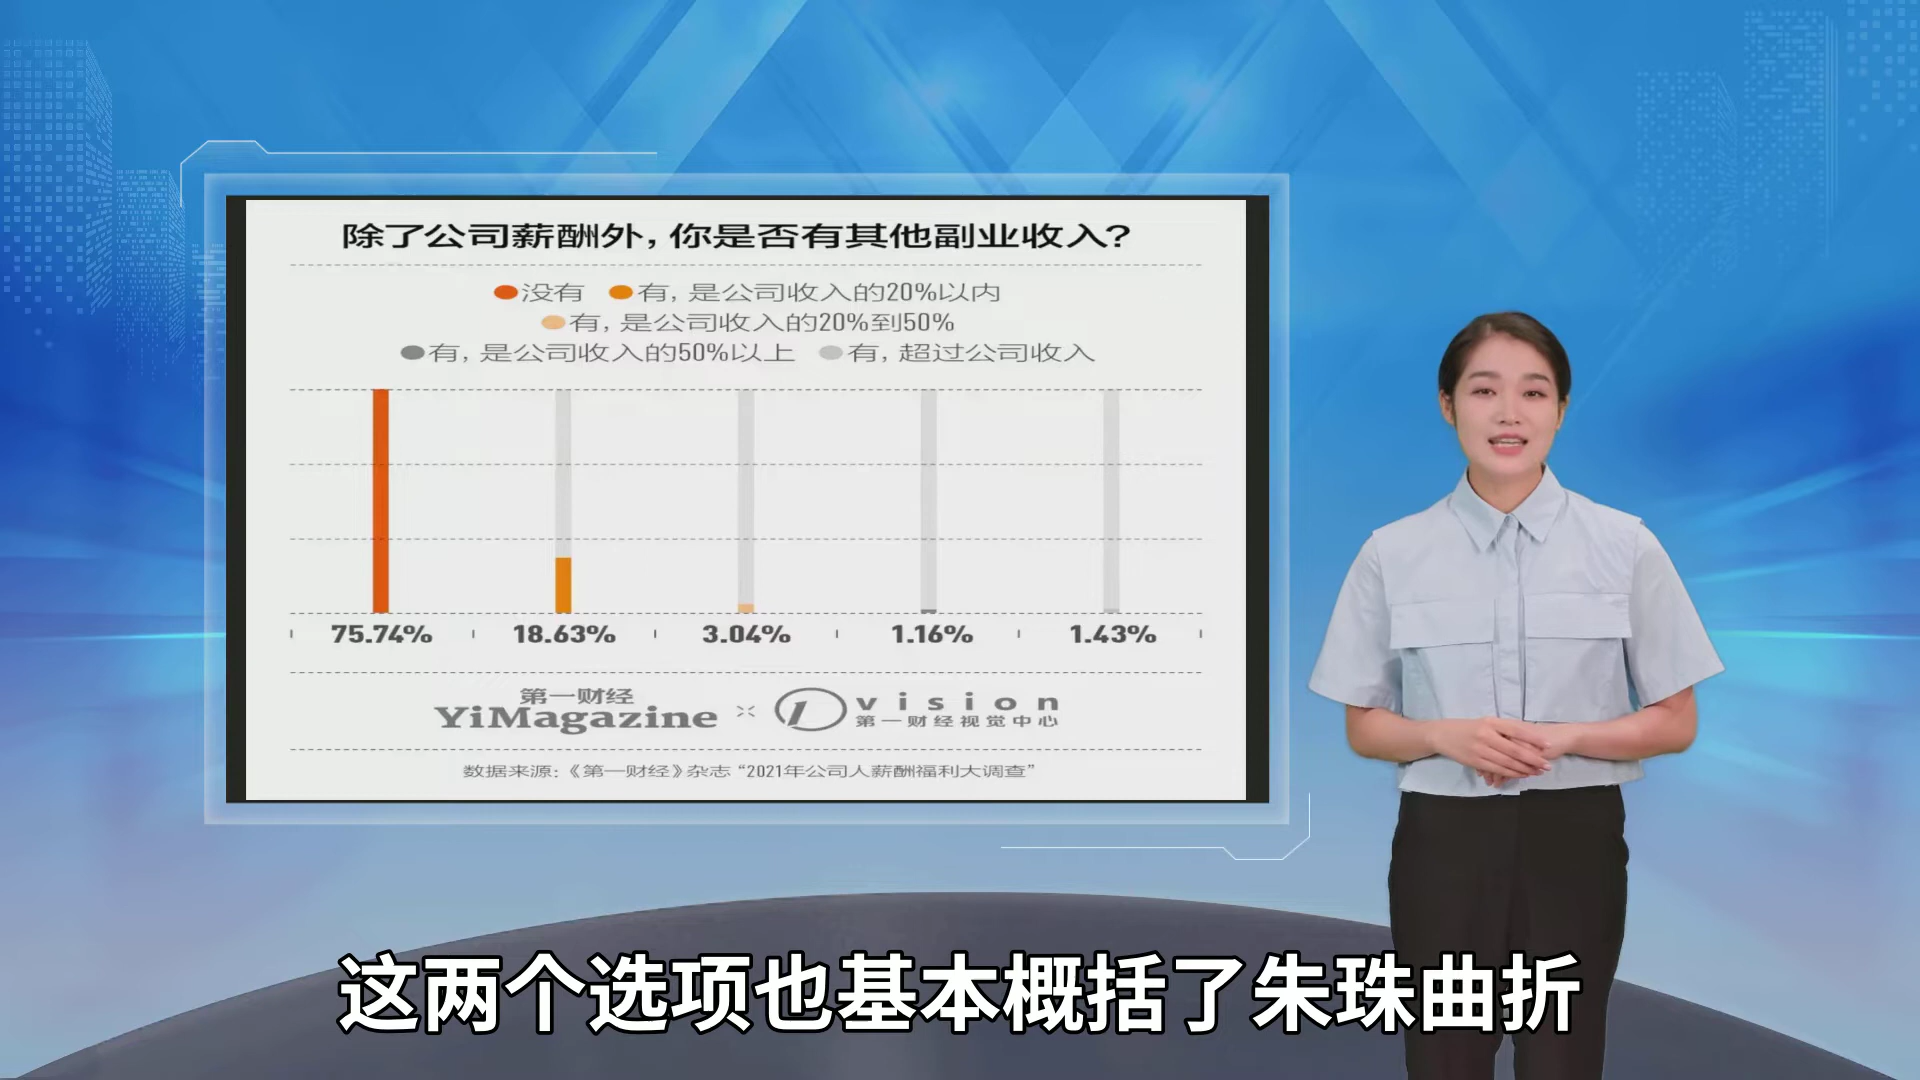 除了公司薪酬外，你是否有其他副业收入？
没有 有，是公司收入的20%以内
有，是公司收入的20%到50%
有，是公司收入的50%以上 有，超过公司收入
75.74% 18.63% 3.04% 1.16% 1.43%
第一财经
YiMagazine × vision
第一财经视觉中心
数据来源：《第一财经》杂志“2021年公司人薪酬福利大调查”
这两个选项也基本概括了朱珠曲折